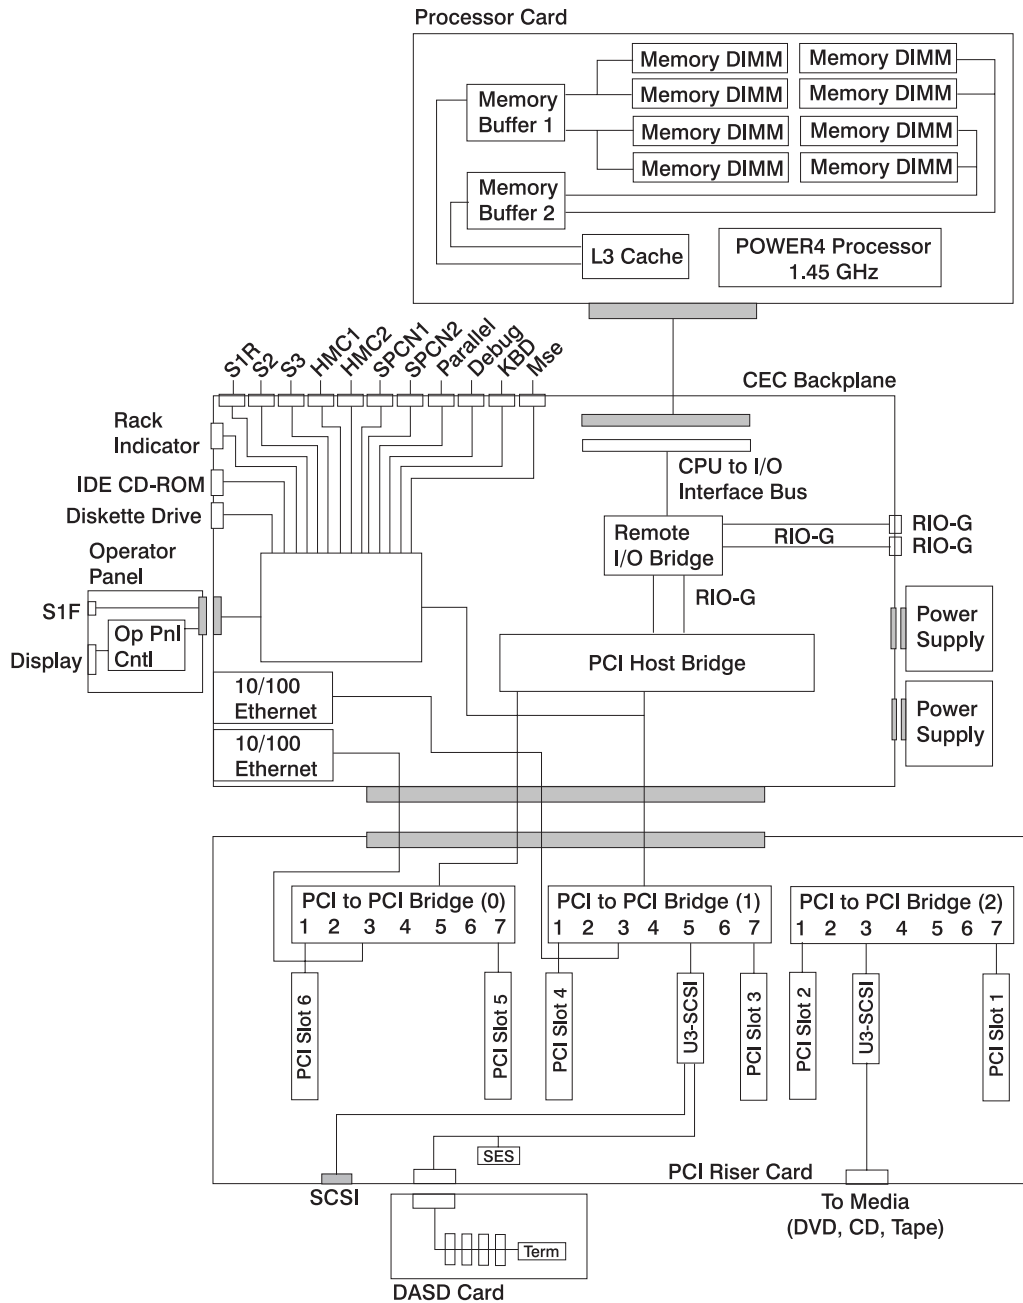 Processor Card
Memory DIMM
Memory DIMM
Memory DIMM
Memory DIMM
Memory DIMM
Memory DIMM
Memory DIMM
Memory DIMM
Memory
Buffer 1
Memory
Buffer 2
L3 Cache
POWER4 Processor
1.45 GHz
S1R
S2
S3
HMC1
HMC2
SPCN1
SPCN2
Parallel
Debug
KBD
Mse
CEC Backplane
Rack
Indicator
IDE CD-ROM
Diskette Drive
Operator
Panel
S1F
Op Pnl
Cntl
Display
CPU to I/O
Interface Bus
Remote
I/O Bridge
RIO-G
RIO-G
RIO-G
RIO-G
PCI Host Bridge
Power
Supply
Power
Supply
10/100
Ethernet
10/100
Ethernet
PCI to PCI Bridge (0)
1 2 3 4 5 6 7
PCI to PCI Bridge (1)
1 2 3 4 5 6 7
PCI to PCI Bridge (2)
1 2 3 4 5 6 7
PCI Slot 6
PCI Slot 5
PCI Slot 4
U3-SCSI
PCI Slot 3
PCI Slot 2
U3-SCSI
PCI Slot 1
SES
PCI Riser Card
SCSI
To Media
(DVD, CD, Tape)
Term
DASD Card